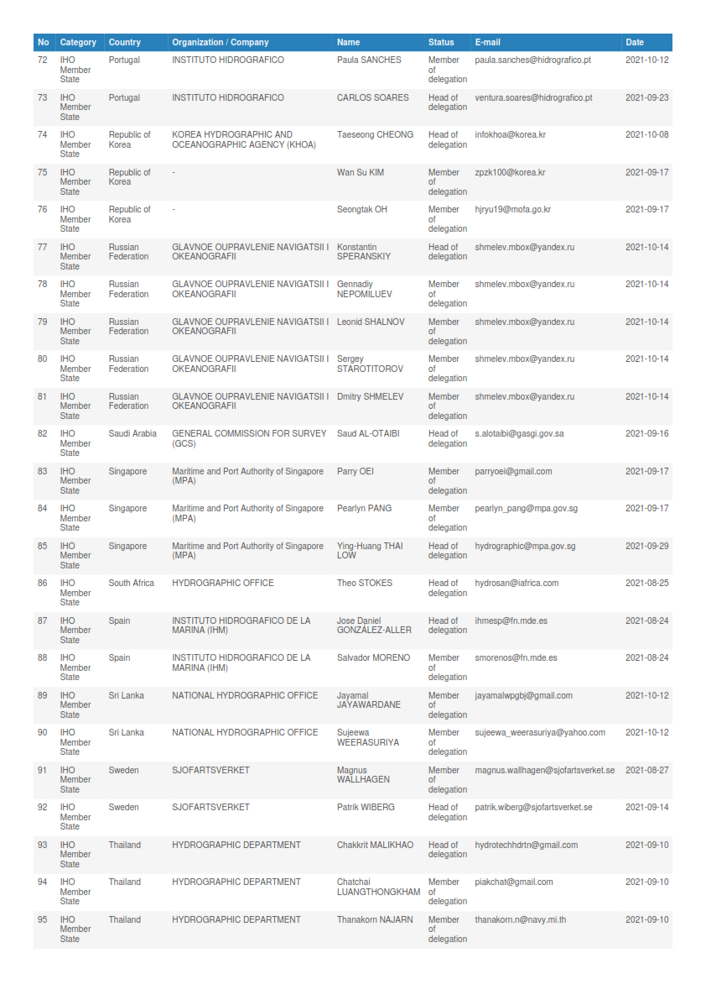 No Category Country Organization / Company Name Status E-mail Date
72 IHO Member State Portugal INSTITUTO HIDROGRAFICO Paula SANCHES Member of delegation paula.sanches@hidrografico.pt 2021-10-12
73 IHO Member State Portugal INSTITUTO HIDROGRAFICO CARLOS SOARES Head of delegation ventura.soares@hidrografico.pt 2021-09-23
74 IHO Member State Republic of Korea KOREA HYDROGRAPHIC AND OCEANOGRAPHIC AGENCY (KHOA) Taeseong CHEONG Head of delegation infokhoa@korea.kr 2021-10-08
75 IHO Member State Republic of Korea - Wan Su KIM Member of delegation zpzk100@korea.kr 2021-09-17
76 IHO Member State Republic of Korea - Seongtak OH Member of delegation hjryu19@mofa.go.kr 2021-09-17
77 IHO Member State Russian Federation GLAVNOE OUPRAVLENIE NAVIGATSII I OKEANOGRAFII Konstantin SPERANSKIY Head of delegation shmelev.mbox@yandex.ru 2021-10-14
78 IHO Member State Russian Federation GLAVNOE OUPRAVLENIE NAVIGATSII I OKEANOGRAFII Gennadiy NEPOMILUEV Member of delegation shmelev.mbox@yandex.ru 2021-10-14
79 IHO Member State Russian Federation GLAVNOE OUPRAVLENIE NAVIGATSII I OKEANOGRAFII Leonid SHALNOV Member of delegation shmelev.mbox@yandex.ru 2021-10-14
80 IHO Member State Russian Federation GLAVNOE OUPRAVLENIE NAVIGATSII I OKEANOGRAFII Sergey STAROTITOROV Member of delegation shmelev.mbox@yandex.ru 2021-10-14
81 IHO Member State Russian Federation GLAVNOE OUPRAVLENIE NAVIGATSII I OKEANOGRAFII Dmitry SHMELEV Member of delegation shmelev.mbox@yandex.ru 2021-10-14
82 IHO Member State Saudi Arabia GENERAL COMMISSION FOR SURVEY (GCS) Saud AL-OTAIBI Head of delegation s.alotaibi@gasgi.gov.sa 2021-09-16
83 IHO Member State Singapore Maritime and Port Authority of Singapore (MPA) Parry OEI Member of delegation parryoei@gmail.com 2021-09-17
84 IHO Member State Singapore Maritime and Port Authority of Singapore (MPA) Pearlyn PANG Member of delegation pearlyn_pang@mpa.gov.sg 2021-09-17
85 IHO Member State Singapore Maritime and Port Authority of Singapore (MPA) Ying-Huang THAI LOW Head of delegation hydrographic@mpa.gov.sg 2021-09-29
86 IHO Member State South Africa HYDROGRAPHIC OFFICE Theo STOKES Head of delegation hydrosan@iafrica.com 2021-08-25
87 IHO Member State Spain INSTITUTO HIDROGRAFICO DE LA MARINA (IHM) Jose Daniel GONZÁLEZ-ALLER Head of delegation ihmesp@fn.mde.es 2021-08-24
88 IHO Member State Spain INSTITUTO HIDROGRAFICO DE LA MARINA (IHM) Salvador MORENO Member of delegation smorenos@fn.mde.es 2021-08-24
89 IHO Member State Sri Lanka NATIONAL HYDROGRAPHIC OFFICE Jayamal JAYAWARDANE Member of delegation jayamalwpgbj@gmail.com 2021-10-12
90 IHO Member State Sri Lanka NATIONAL HYDROGRAPHIC OFFICE Sujeewa WEERASURIYA Member of delegation sujeewa_weerasuriya@yahoo.com 2021-10-12
91 IHO Member State Sweden SJOFARTSVERKET Magnus WALLHAGEN Member of delegation magnus.wallhagen@sjofartsverket.se 2021-08-27
92 IHO Member State Sweden SJOFARTSVERKET Patrik WIBERG Head of delegation patrik.wiberg@sjofartsverket.se 2021-09-14
93 IHO Member State Thailand HYDROGRAPHIC DEPARTMENT Chakkrit MALIKHAO Head of delegation hydrotechhdrtn@gmail.com 2021-09-10
94 IHO Member State Thailand HYDROGRAPHIC DEPARTMENT Chatchai LUANGTHONGKHAM Member of delegation piakchat@gmail.com 2021-09-10
95 IHO Member State Thailand HYDROGRAPHIC DEPARTMENT Thanakorn NAJARN Member of delegation thanakorn.n@navy.mi.th 2021-09-10